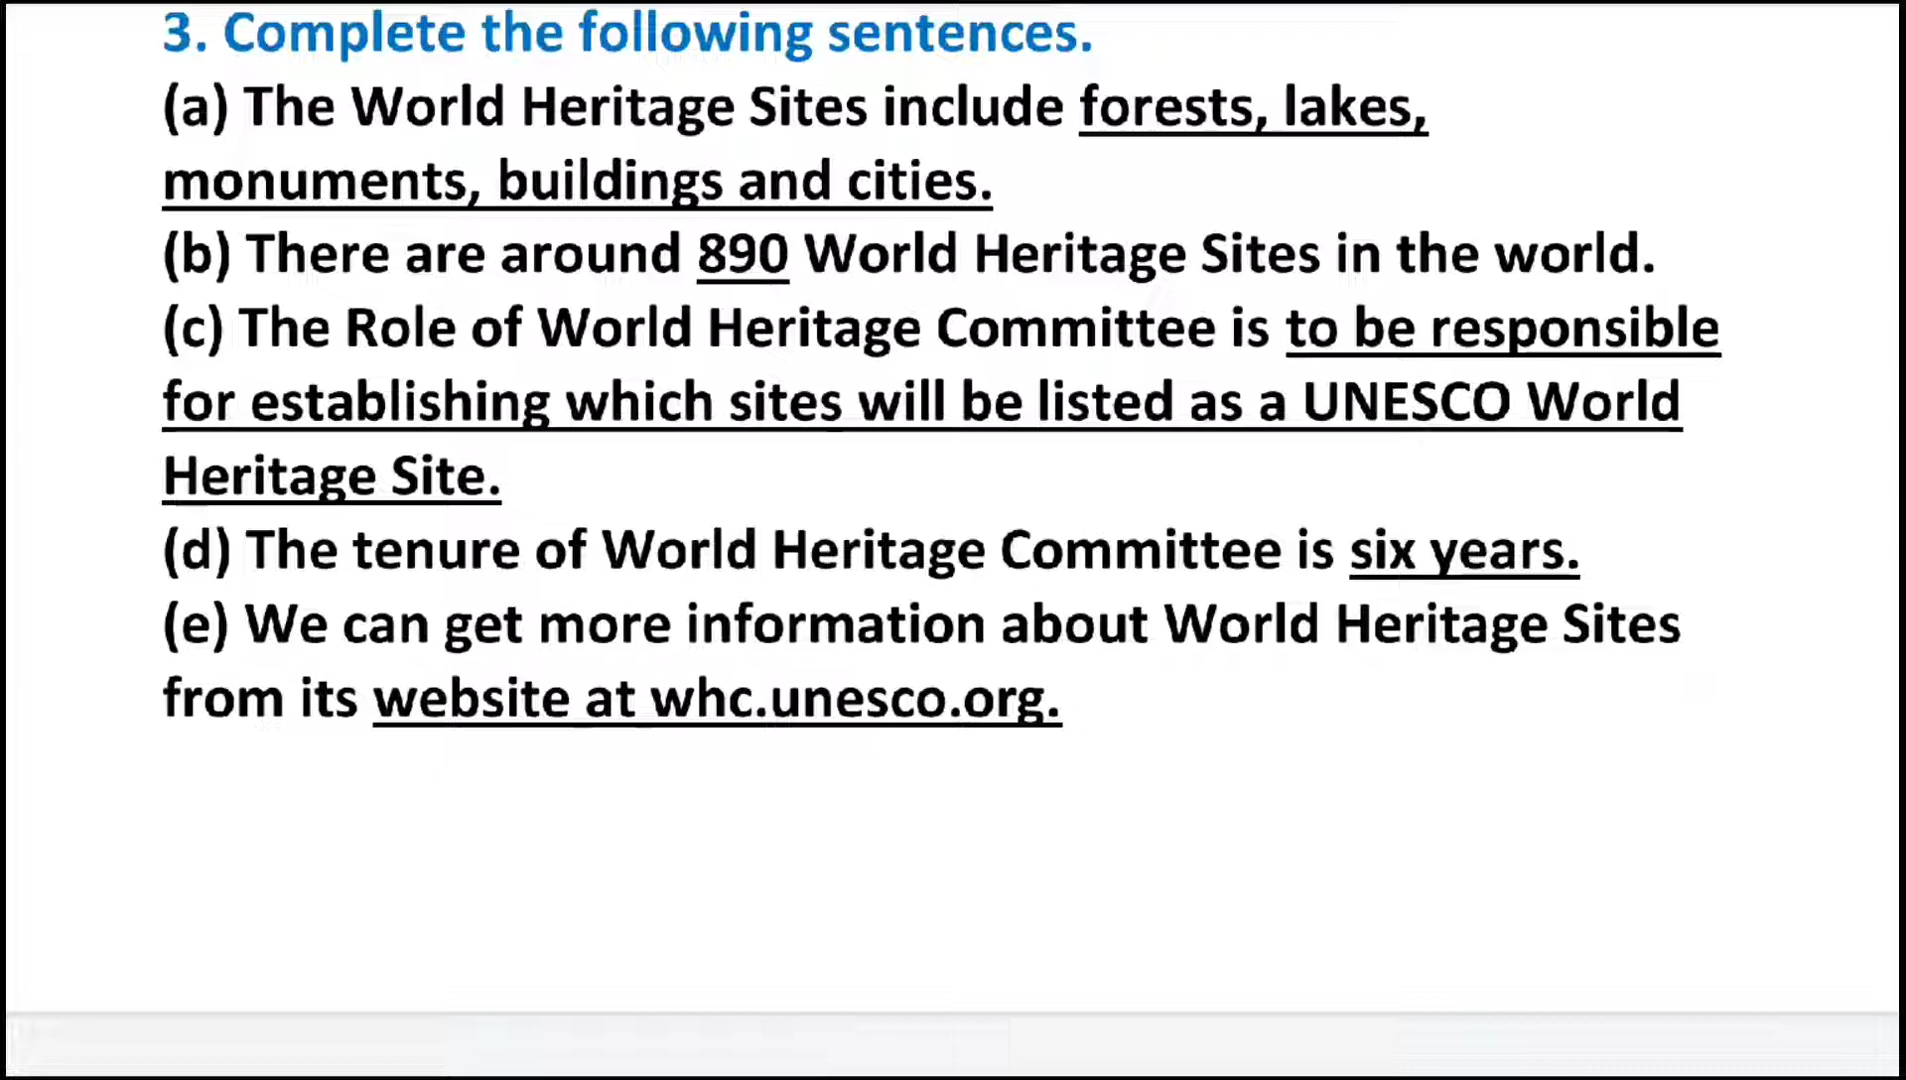 3. Complete the following sentences.
(a) The World Heritage Sites include forests, lakes,
monuments, buildings and cities.
(b) There are around 890 World Heritage Sites in the world.
(c) The Role of World Heritage Committee is to be responsible
for establishing which sites will be listed as a UNESCO World
Heritage Site.
(d) The tenure of World Heritage Committee is six years.
(e) We can get more information about World Heritage Sites
from its website at whc.unesco.org.